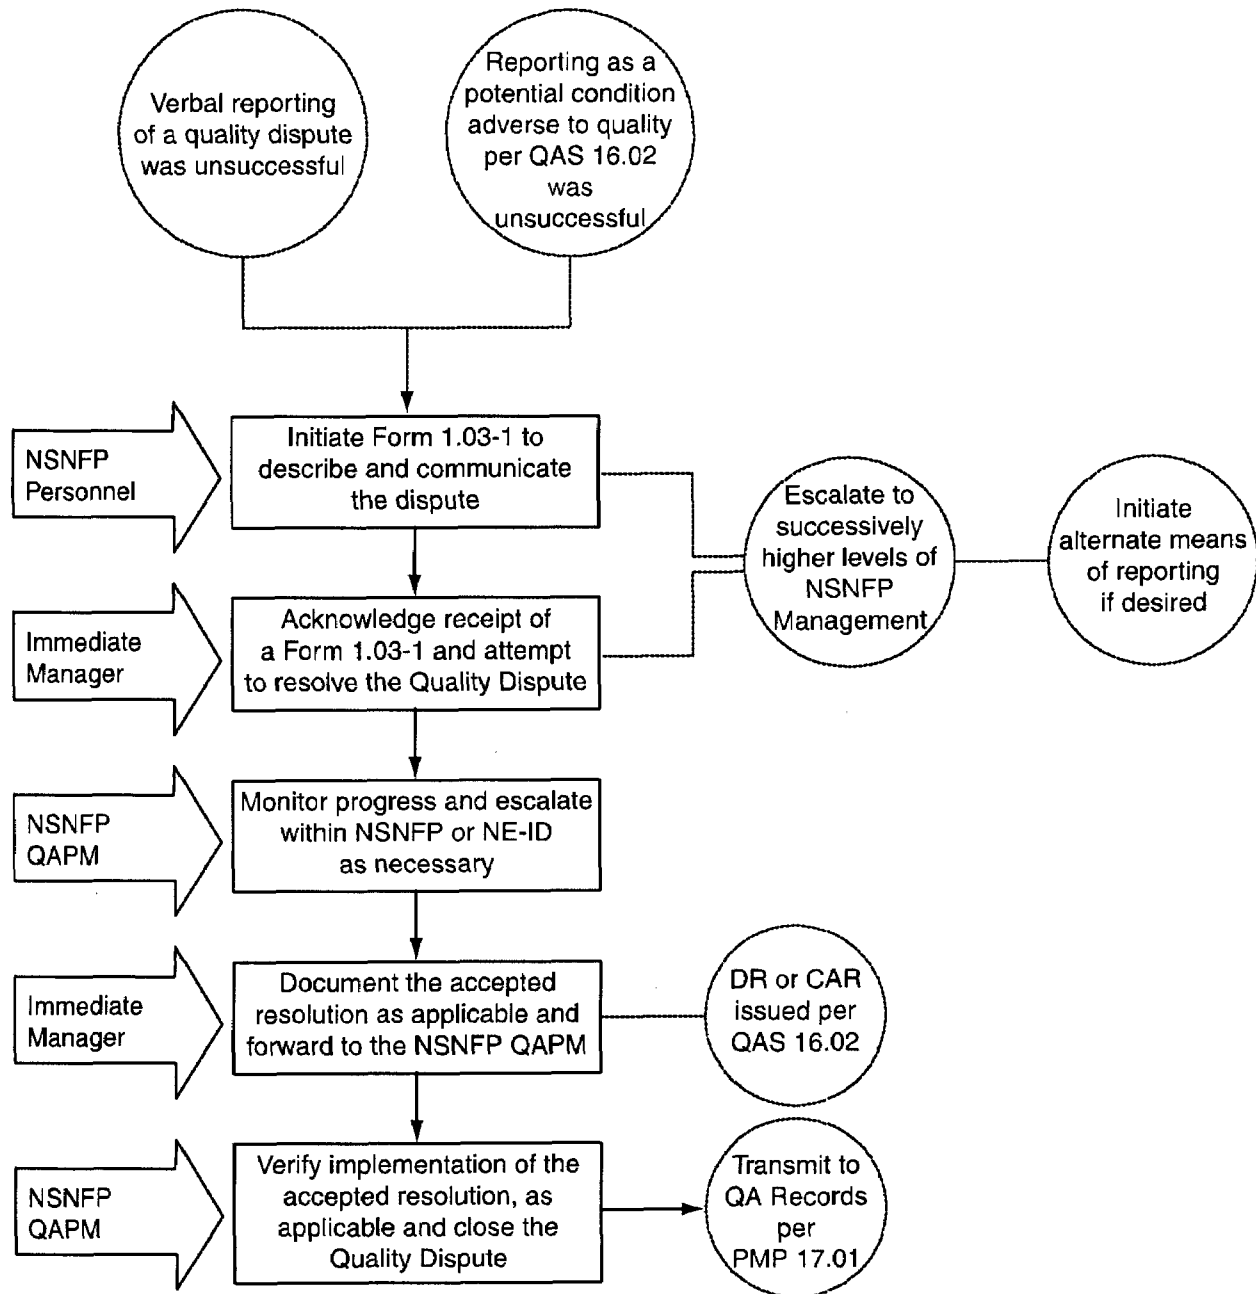 Verbal reporting
of a quality dispute
was unsuccessful
Reporting as a
potential condition
adverse to quality
per QAS 16.02
was
unsuccessful
NSNFP
Personnel
Initiate Form 1.03-1 to
describe and communicate
the dispute
Escalate to
successively
higher levels of
NSNFP
Management
Initiate
alternate means
of reporting
if desired
Immediate
Manager
Acknowledge receipt of
a Form 1.03-1 and attempt
to resolve the Quality Dispute
NSNFP
QAPM
Monitor progress and escalate
within NSNFP or NE-ID
as necessary
Immediate
Manager
Document the accepted
resolution as applicable and
forward to the NSNFP QAPM
DR or CAR
issued per
QAS 16.02
NSNFP
QAPM
Verify implementation of the
accepted resolution, as
applicable and close the
Quality Dispute
Transmit to
QA Records
per
PMP 17.01